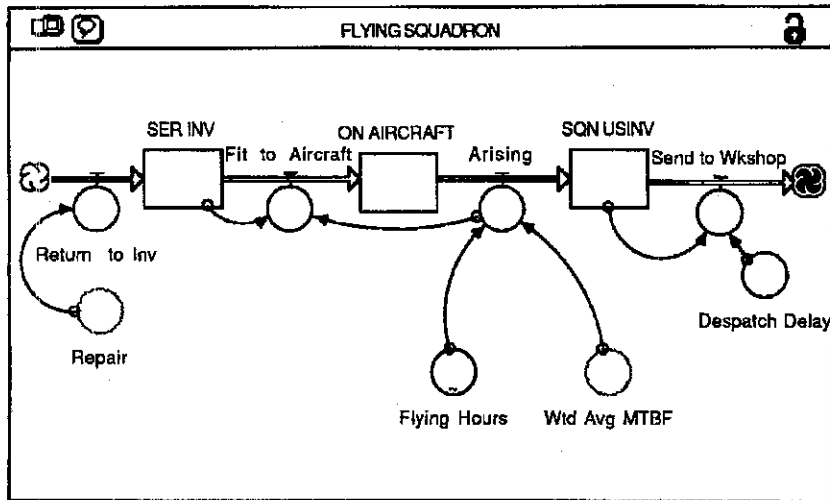 FLYING SQUADRON
SER INV
ON AIRCRAFT
SQN USINV
Fit to Aircraft
Arising
Send to Wkshop
Return to Inv
Repair
Despatch Delay
Flying Hours
Wtd Avg MTBF